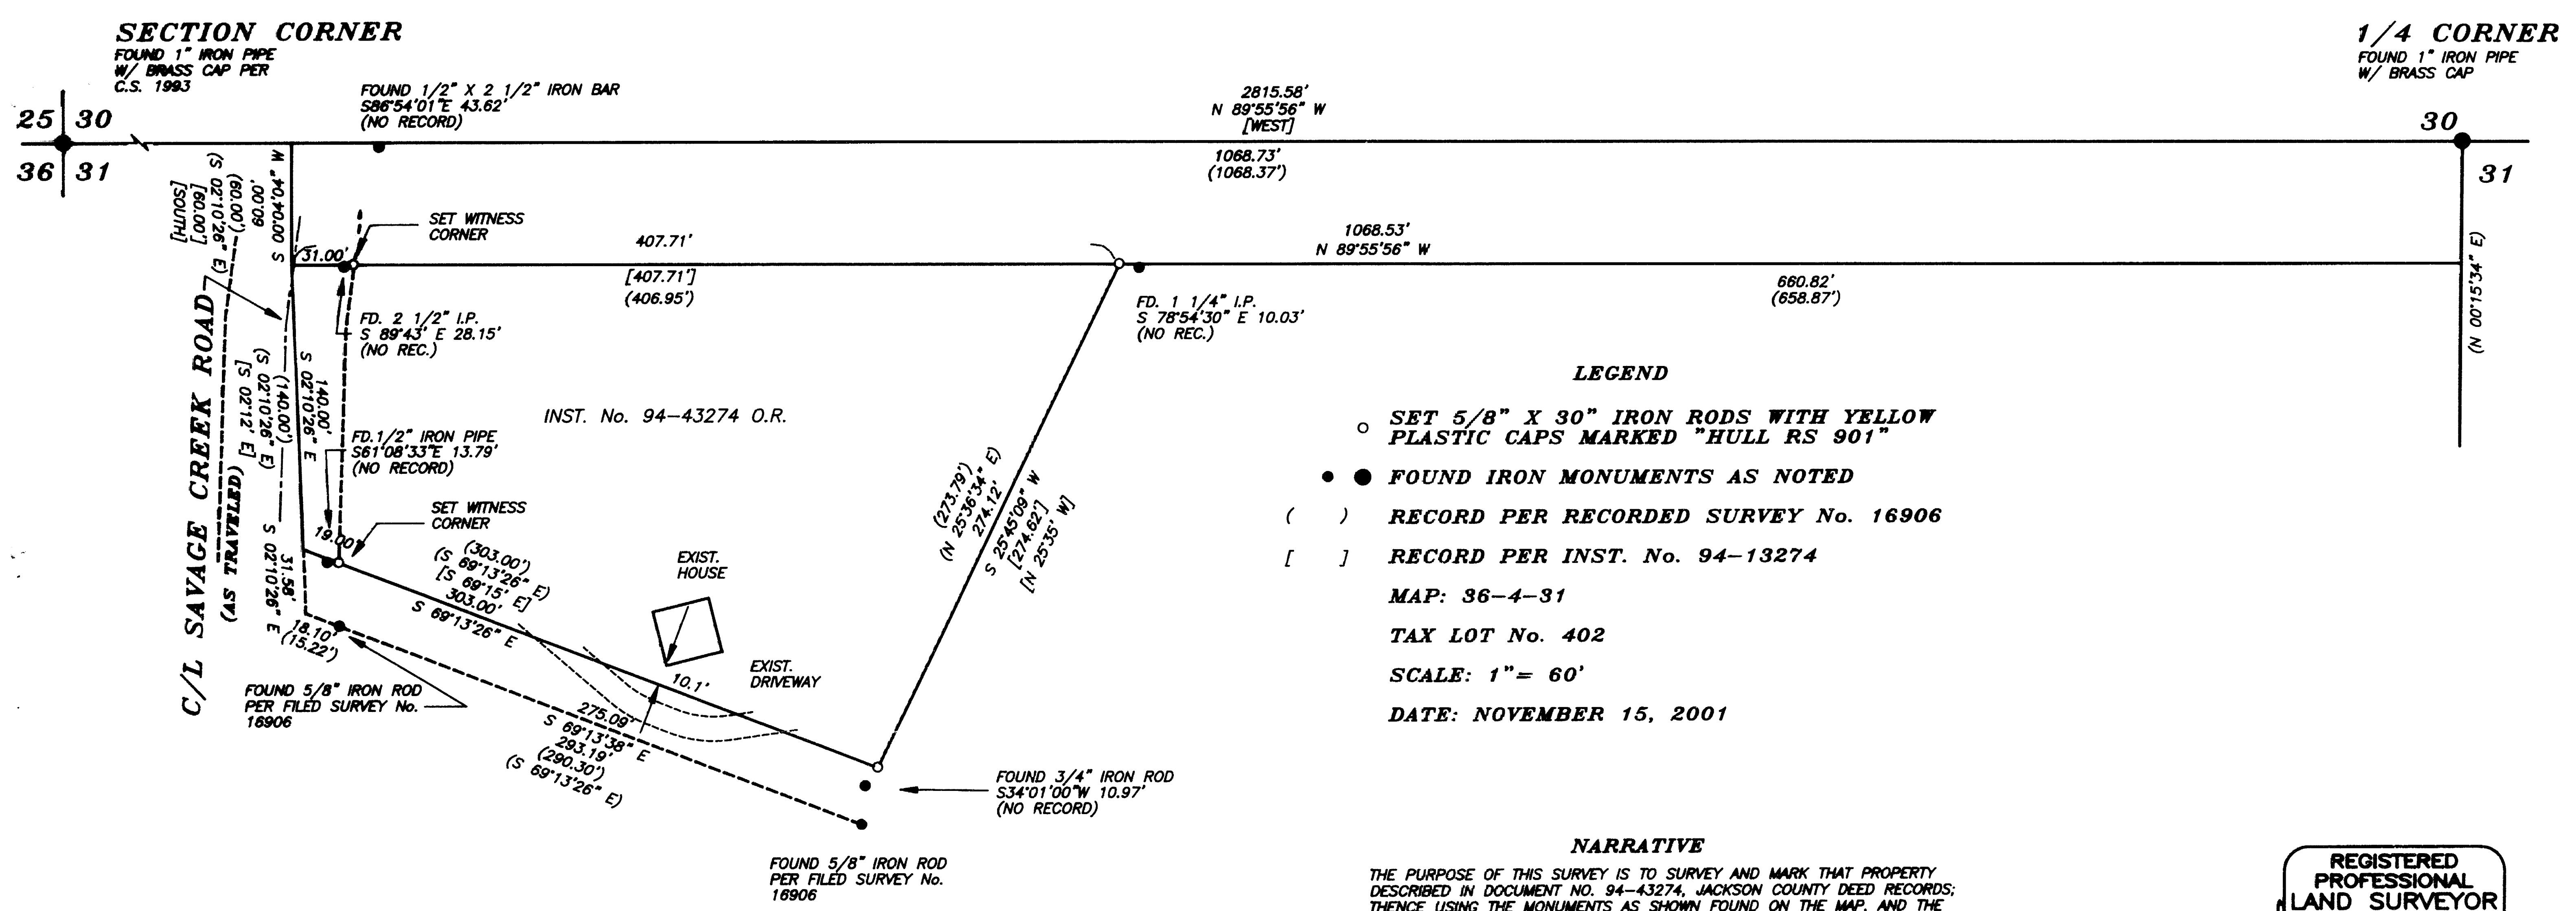 SECTION CORNER
FOUND 1" IRON PIPE
W/ BRASS CAP PER
C.S. 1993
1/4 CORNER
FOUND 1" IRON PIPE
W/ BRASS CAP
25 30
36 31
FOUND 1/2" X 2 1/2" IRON BAR
S86°54'01"E 43.62'
(NO RECORD)
2815.58'
N 89°55'56" W
[WEST]
1068.73'
(1068.37')
30
31
(N 00°15'34" E)
S 00°04'04" W
60.00'
(60.00')
(S 02°10'26" E)
[60.00']
[SOUTH]
SET WITNESS
CORNER
31.00'
407.71'
[407.71']
(406.95')
1068.53'
N 89°55'56" W
660.82'
(658.87')
FD. 2 1/2" I.P.
S 89°43' E 28.15'
(NO REC.)
FD. 1 1/4" I.P.
S 78°54'30" E 10.03'
(NO REC.)
C/L SAVAGE CREEK ROAD
(AS TRAVELED)
140.00'
S 02°10'26" E
(140.00')
(S 02°10'26" E)
[S 02°12' E]
INST. No. 94-43274 O.R.
FD.1/2" IRON PIPE
S61°08'33"E 13.79'
(NO RECORD)
SET WITNESS
CORNER
19.00'
31.58'
S 02°10'26" E
(303.00')
(S 69°13'26" E)
[S 69°15' E]
303.00'
S 69°13'26" E
(273.79')
(N 25°36'34" E)
274.12'
S 25°45'09" W
[274.62']
[N 25°35' W]
EXIST.
HOUSE
EXIST.
DRIVEWAY
10.1'
18.10'
(15.22')
FOUND 5/8" IRON ROD
PER FILED SURVEY No.
16906
275.09'
S 69°13'38" E
293.19'
(290.30')
(S 69°13'26" E)
FOUND 3/4" IRON ROD
S34°01'00"W 10.97'
(NO RECORD)
FOUND 5/8" IRON ROD
PER FILED SURVEY No.
16906
LEGEND
SET 5/8" X 30" IRON RODS WITH YELLOW
PLASTIC CAPS MARKED "HULL RS 901"
FOUND IRON MONUMENTS AS NOTED
( ) RECORD PER RECORDED SURVEY No. 16906
[ ] RECORD PER INST. No. 94-13274
MAP: 36-4-31
TAX LOT No. 402
SCALE: 1"= 60'
DATE: NOVEMBER 15, 2001
NARRATIVE
THE PURPOSE OF THIS SURVEY IS TO SURVEY AND MARK THAT PROPERTY
DESCRIBED IN DOCUMENT NO. 94-43274, JACKSON COUNTY DEED RECORDS;
THENCE USING THE MONUMENTS AS SHOWN FOUND ON THE MAP, AND THE
REGISTERED
PROFESSIONAL
LAND SURVEYOR